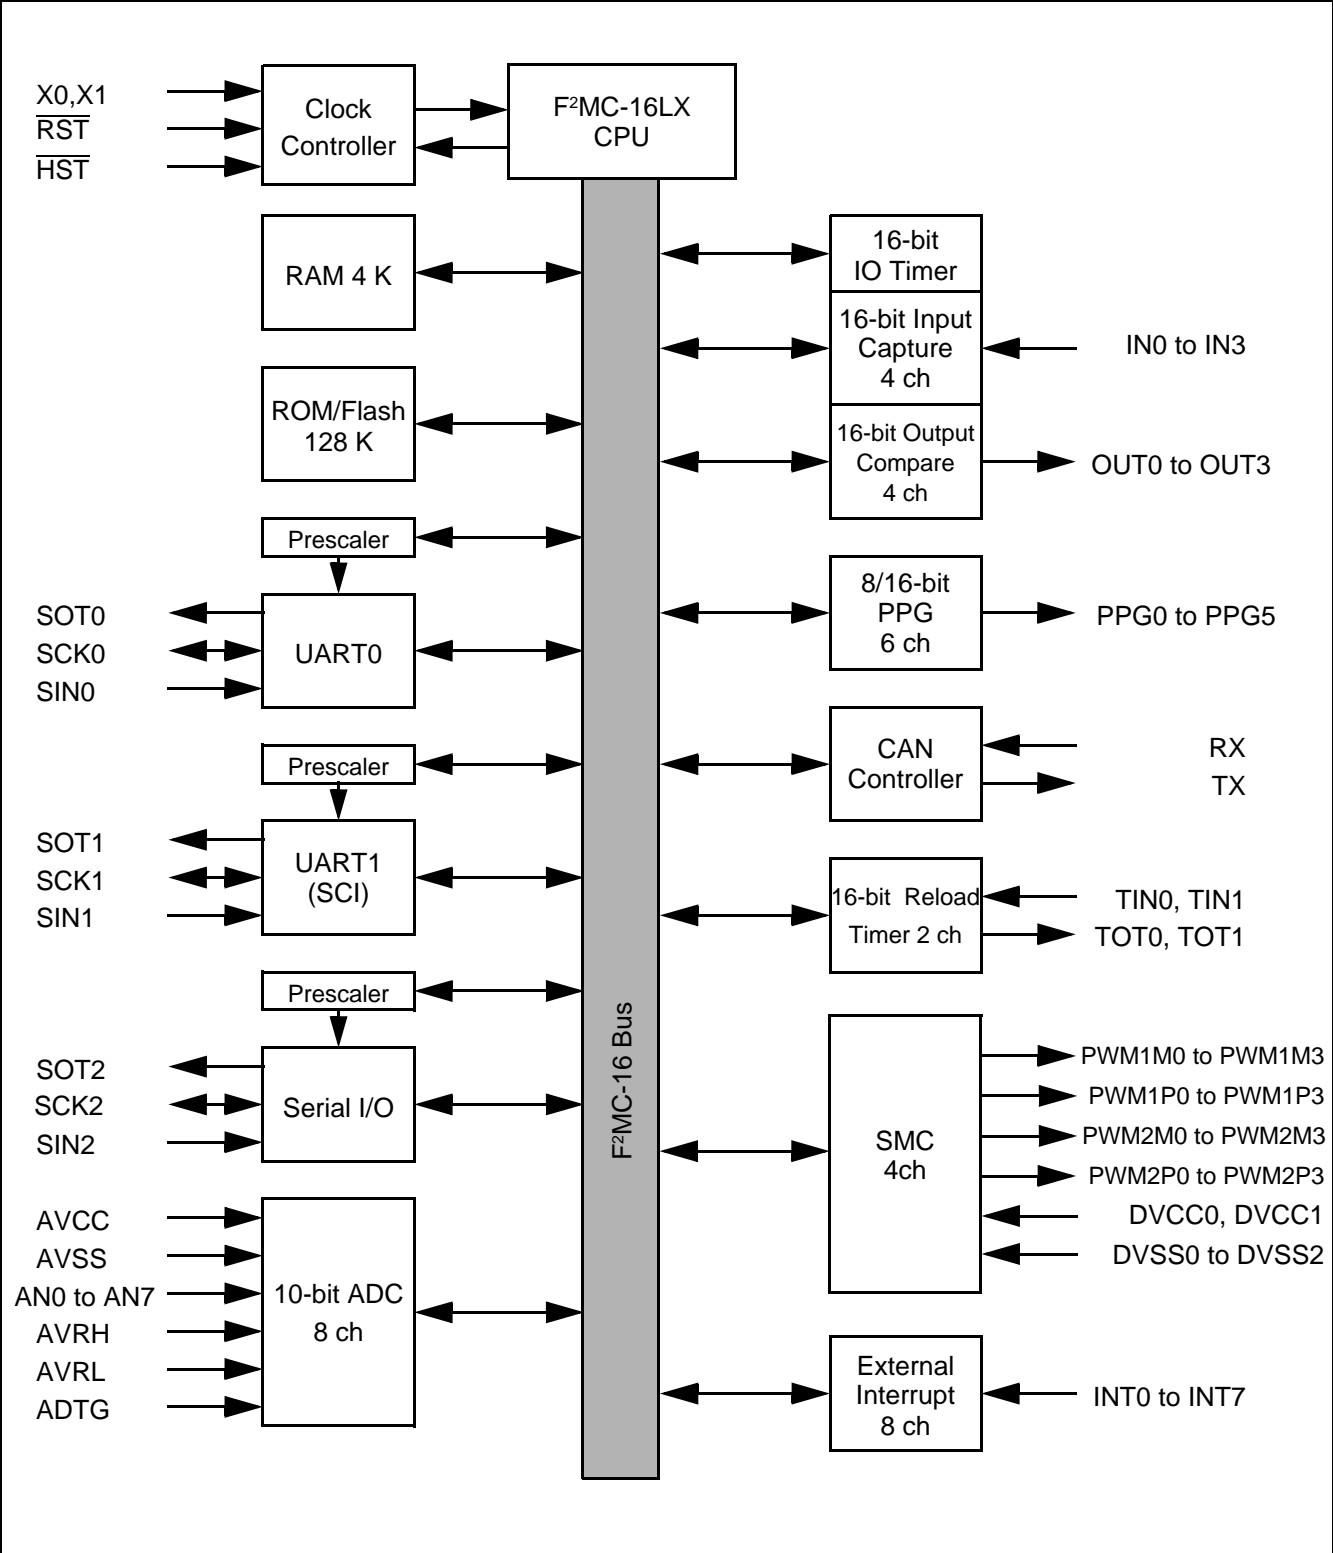 X0,X1
RST
HST
Clock
Controller
F²MC-16LX
CPU
RAM 4 K
ROM/Flash
128 K
Prescaler
SOT0
SCK0
SIN0
UART0
Prescaler
SOT1
SCK1
SIN1
UART1
(SCI)
Prescaler
SOT2
SCK2
SIN2
Serial I/O
AVCC
AVSS
AN0 to AN7
AVRH
AVRL
ADTG
10-bit ADC
8 ch
F²MC-16 Bus
16-bit
IO Timer
16-bit Input
Capture
4 ch
IN0 to IN3
16-bit Output
Compare
4 ch
OUT0 to OUT3
8/16-bit
PPG
6 ch
PPG0 to PPG5
CAN
Controller
RX
TX
16-bit Reload
Timer 2 ch
TIN0, TIN1
TOT0, TOT1
SMC
4ch
PWM1M0 to PWM1M3
PWM1P0 to PWM1P3
PWM2M0 to PWM2M3
PWM2P0 to PWM2P3
DVCC0, DVCC1
DVSS0 to DVSS2
External
Interrupt
8 ch
INT0 to INT7